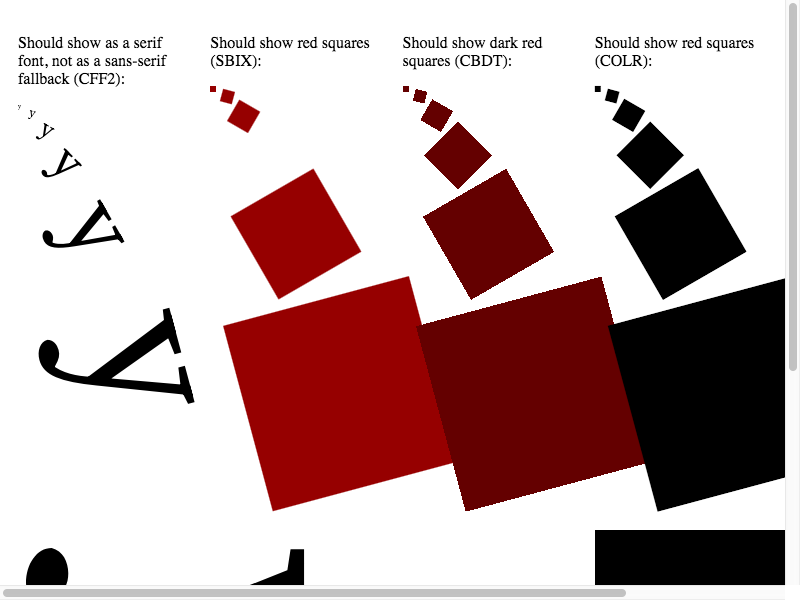 Should show as a serif
font, not as a sans-serif
fallback (CFF2):
y
y
y
y
y
y
Should show red squares
(SBIX):
Should show dark red
squares (CBDT):
Should show red squares
(COLR):